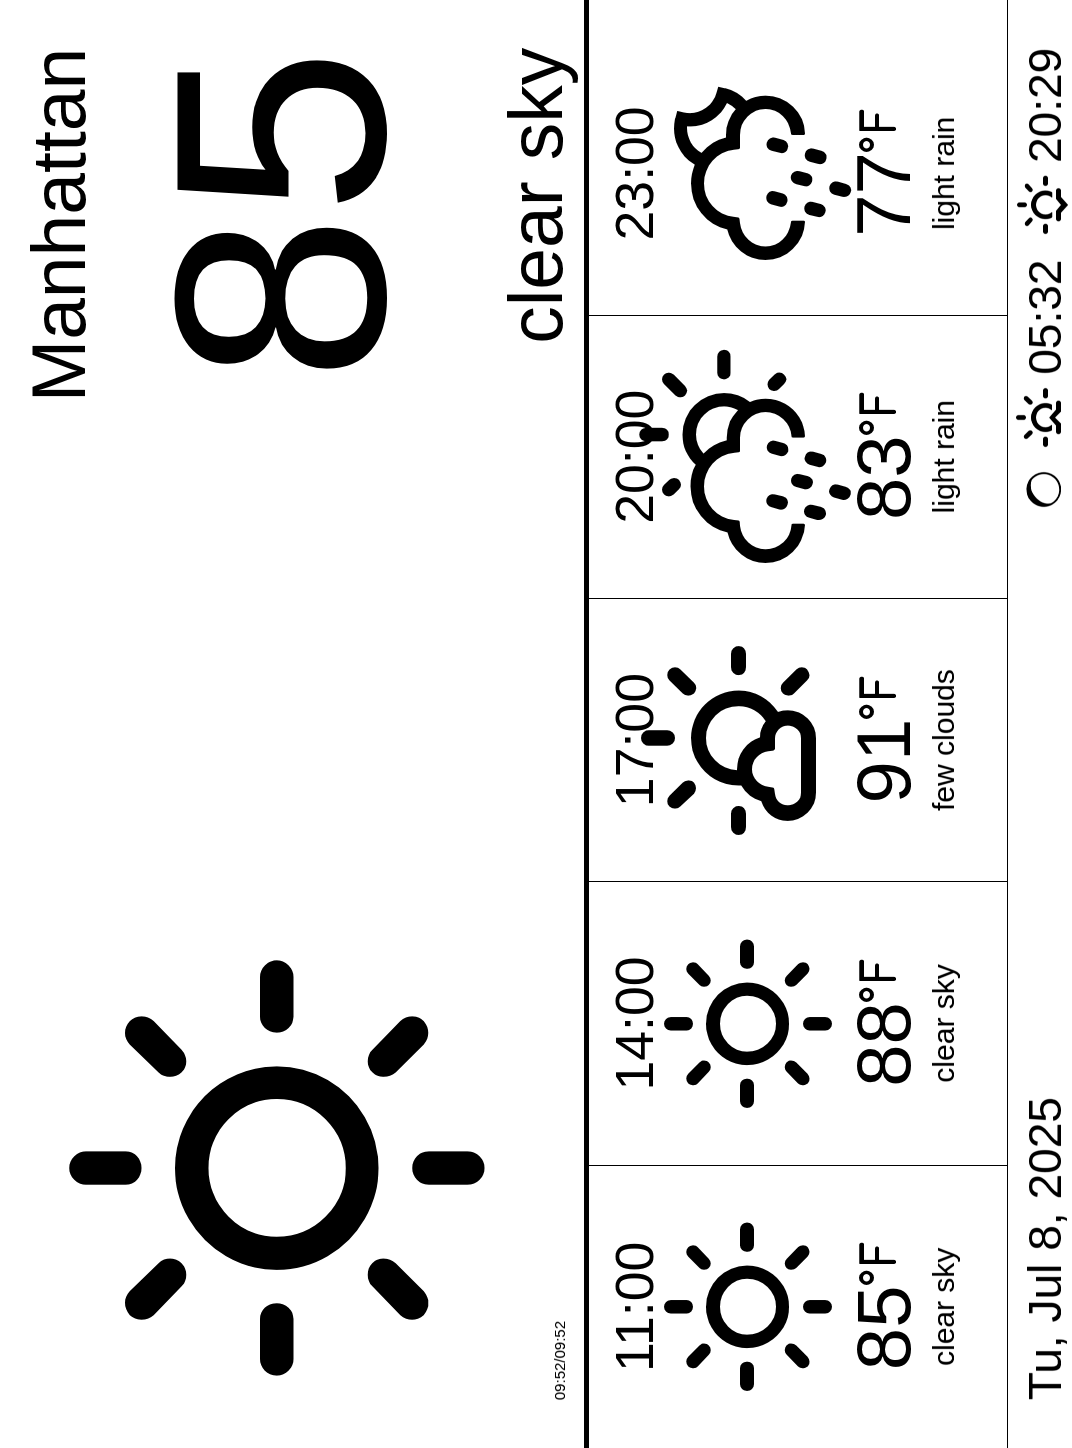 Manhattan
85
clear sky
09:52/09:52
11:00
85°F
clear sky
14:00
88°F
clear sky
17:00
91°F
few clouds
20:00
83°F
light rain
23:00
77°F
light rain
Tu, Jul 8, 2025
05:32
20:29